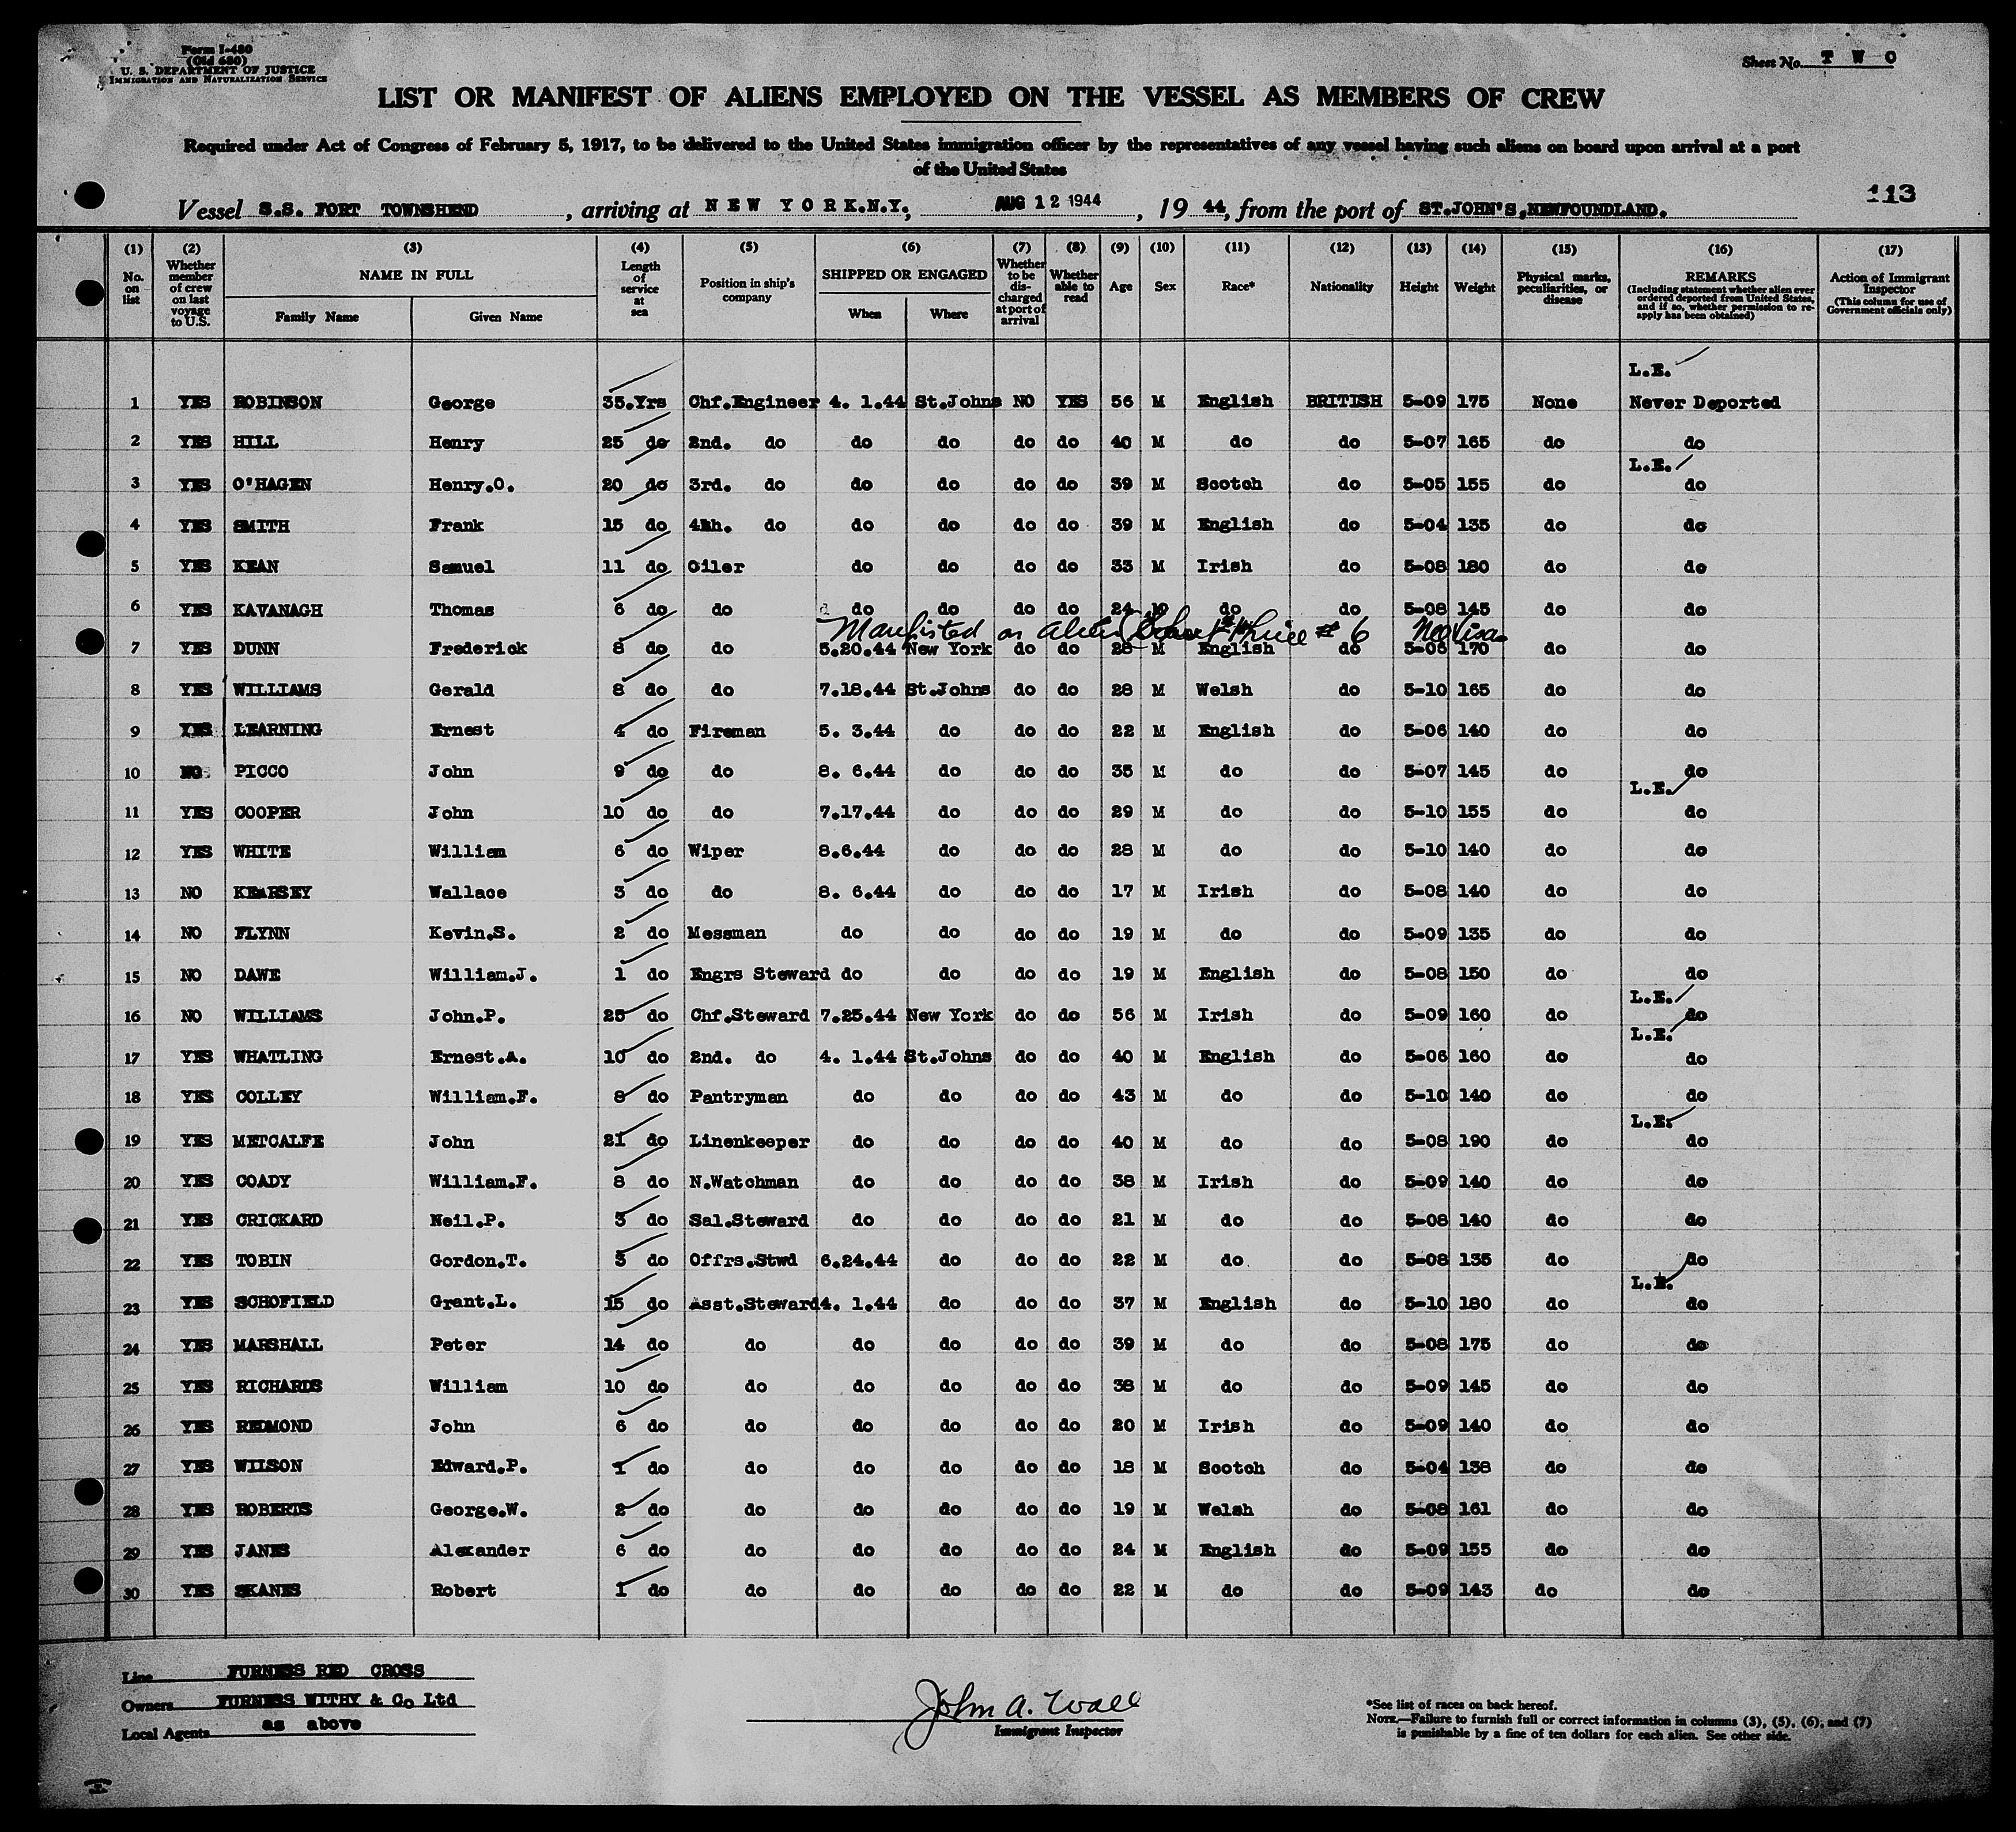 Form I-480
(Old 680)
U. S. DEPARTMENT OF JUSTICE
IMMIGRATION AND NATURALIZATION SERVICE
Sheet No. T W O
LIST OR MANIFEST OF ALIENS EMPLOYED ON THE VESSEL AS MEMBERS OF CREW
Required under Act of Congress of February 5, 1917, to be delivered to the United States immigration officer by the representatives of any vessel having such aliens on board upon arrival at a port
of the United States
113
Vessel S.S. FORT TOWNSHEND, arriving at NEW YORK.N.Y., AUG 12 1944, 19 44, from the port of ST.JOHN'S,NEWFOUNDLAND.
(1) (2) (3) (4) (5) (6) (7) (8) (9) (10) (11) (12) (13) (14) (15) (16) (17)
No. on list Whether member of crew on last voyage to U.S. NAME IN FULL Family Name Given Name Length of service at sea Position in ship's company SHIPPED OR ENGAGED When Where Whether to be discharged at port of arrival Whether able to read Age Sex Race* Nationality Height Weight Physical marks, peculiarities, or disease REMARKS (Including statement whether alien ever ordered deported from United States, and if so, whether permission to re-apply has been obtained) Action of Immigrant Inspector (This column for use of Government officials only)
L.E.
1 YES ROBINSON George 35.Yrs Chf.Engineer 4. 1.44 St.Johns NO YES 56 M English BRITISH 5-09 175 None Never Deported
2 YES HILL Henry 25 do 2nd. do do do do do 40 M do do 5-07 165 do do
L.E.
3 YES O'HAGEN Henry.O. 20 do 3rd. do do do do do 39 M Scotch do 5-05 155 do do
4 YES SMITH Frank 15 do 4th. do do do do do 39 M English do 5-04 135 do do
5 YES KEAN Samuel 11 do Oiler do do do do 33 M Irish do 5-08 180 do do
6 YES KAVANAGH Thomas 6 do do do do do do 24 do do 5-08 145 do do
Manifested on alien # 6 No Visa
7 YES DUNN Frederick 8 do do 5.20.44 New York do do 28 M English do 5-06 170 do do
8 YES WILLIAMS Gerald 8 do do 7.18.44 St.Johns do do 28 M Welsh do 5-10 165 do do
9 YES LEARNING Ernest 4 do Fireman 5. 3.44 do do do 22 M English do 5-06 140 do do
10 NO PICCO John 9 do do 8. 6.44 do do do 35 M do do 5-07 145 do do
L.E.
11 YES COOPER John 10 do do 7.17.44 do do do 29 M do do 5-10 155 do do
12 YES WHITE William 6 do Wiper 8.6.44 do do do 28 M do do 5-10 140 do do
13 NO KEARSEY Wallace 3 do do 8. 6.44 do do do 17 M Irish do 5-08 140 do do
14 NO FLYNN Kevin.S. 2 do Messman do do do do 19 M do do 5-09 135 do do
15 NO DAWE William.J. 1 do Engrs Steward do do do do 19 M English do 5-08 150 do do
L.E.
16 NO WILLIAMS John.P. 25 do Chf.Steward 7.25.44 New York do do 56 M Irish do 5-09 160 do do
L.E.
17 YES WHATLING Ernest.A. 10 do 2nd. do 4. 1.44 St.Johns do do 40 M English do 5-06 160 do do
18 YES COLLEY William.F. 8 do Pantryman do do do do 43 M do do 5-10 140 do do
L.E.
19 YES METCALFE John 21 do Linenkeeper do do do do 40 M do do 5-08 190 do do
20 YES COADY William.F. 8 do N.Watchman do do do do 38 M Irish do 5-09 140 do do
21 YES CRICKARD Neil.P. 3 do Sal.Steward do do do do 21 M do do 5-08 140 do do
22 YES TOBIN Gordon.T. 3 do Offrs.Stwd 6.24.44 do do do 22 M do do 5-08 135 do do
L.E.
23 YES SCHOFIELD Grant.L. 15 do Asst.Steward 4. 1.44 do do do 37 M English do 5-10 180 do do
24 YES MARSHALL Peter 14 do do do do do do 39 M do do 5-08 175 do do
25 YES RICHARDS William 10 do do do do do do 38 M do do 5-09 145 do do
26 YES REDMOND John 6 do do do do do do 20 M Irish do 5-09 140 do do
27 YES WILSON Edward.P. 1 do do do do do do 18 M Scotch do 5-04 138 do do
28 YES ROBERTS George.W. 2 do do do do do do 19 M Welsh do 5-08 161 do do
29 YES JANES Alexander 6 do do do do do do 24 M English do 5-09 155 do do
30 YES SKANES Robert 1 do do do do do do 22 M do do 5-09 143 do do
Line FURNESS RED CROSS
Owners FURNESS WITHY & Co Ltd
Local Agents as above
John A. Wall
Immigrant Inspector
*See list of races on back hereof.
NOTE.—Failure to furnish full or correct information in columns (3), (5), (6), and (7)
is punishable by a fine of ten dollars for each alien. See other side.